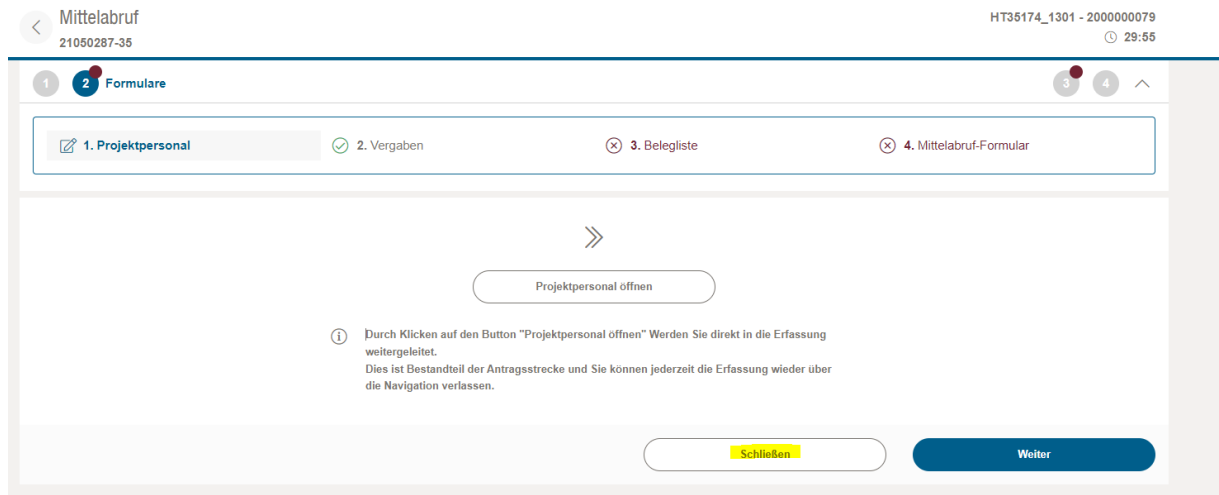 Mittelabruf
21050287-35
HT35174_1301 - 2000000079
29:55
1
2
Formulare
3
4
1. Projektpersonal
2. Vergaben
3. Belegliste
4. Mittelabruf-Formular
Projektpersonal öffnen
Durch Klicken auf den Button "Projektpersonal öffnen" Werden Sie direkt in die Erfassung
weitergeleitet.
Dies ist Bestandteil der Antragsstrecke und Sie können jederzeit die Erfassung wieder über
die Navigation verlassen.
Schließen
Weiter